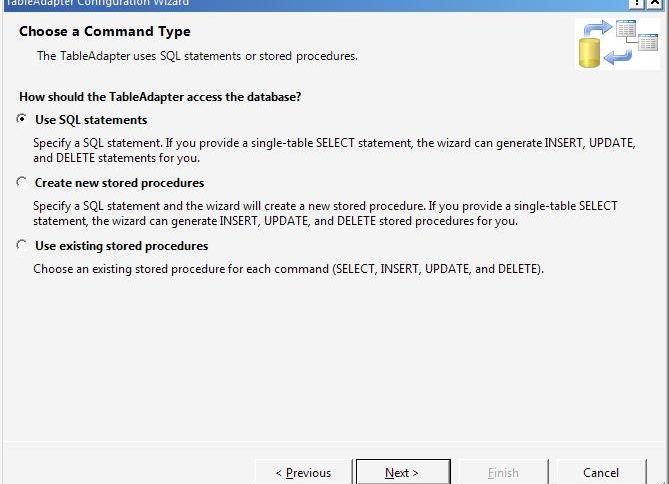 TableAdapter Configuration Wizard
Choose a Command Type
The TableAdapter uses SQL statements or stored procedures.
How should the TableAdapter access the database?
Use SQL statements
Specify a SQL statement. If you provide a single-table SELECT statement, the wizard can generate INSERT, UPDATE,
and DELETE statements for you.
Create new stored procedures
Specify a SQL statement and the wizard will create a new stored procedure. If you provide a single-table SELECT
statement, the wizard can generate INSERT, UPDATE, and DELETE stored procedures for you.
Use existing stored procedures
Choose an existing stored procedure for each command (SELECT, INSERT, UPDATE, and DELETE).
< Previous Next > Finish Cancel